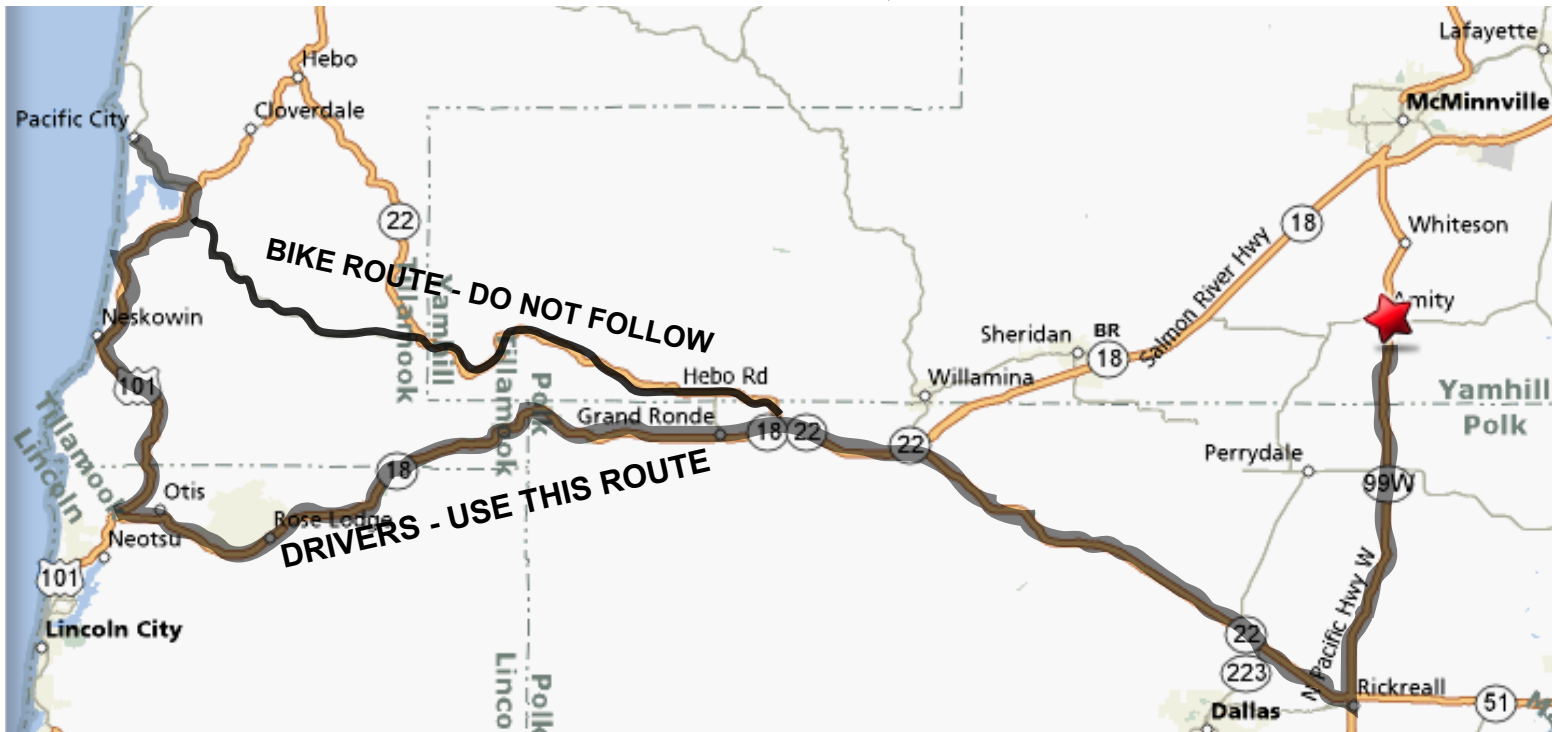 Lafayette
Hebo
McMinnville
Cloverdale
Pacific City
22
18
Whiteson
BIKE ROUTE - DO NOT FOLLOW
Salmon River Hwy
Amity
Tillamook
Yamhill
Neskowin
Sheridan
BR
18
101
Hebo Rd
Willamina
Yamhill
Polk
Tillamook
Polk
Grand Ronde
18
22
22
Tillamook
Lincoln
Perrydale
18
99W
Otis
Rose Lodge
DRIVERS - USE THIS ROUTE
Neotsu
101
N Pacific Hwy W
Lincoln City
22
223
Rickreall
51
Dallas
Linco
Polk